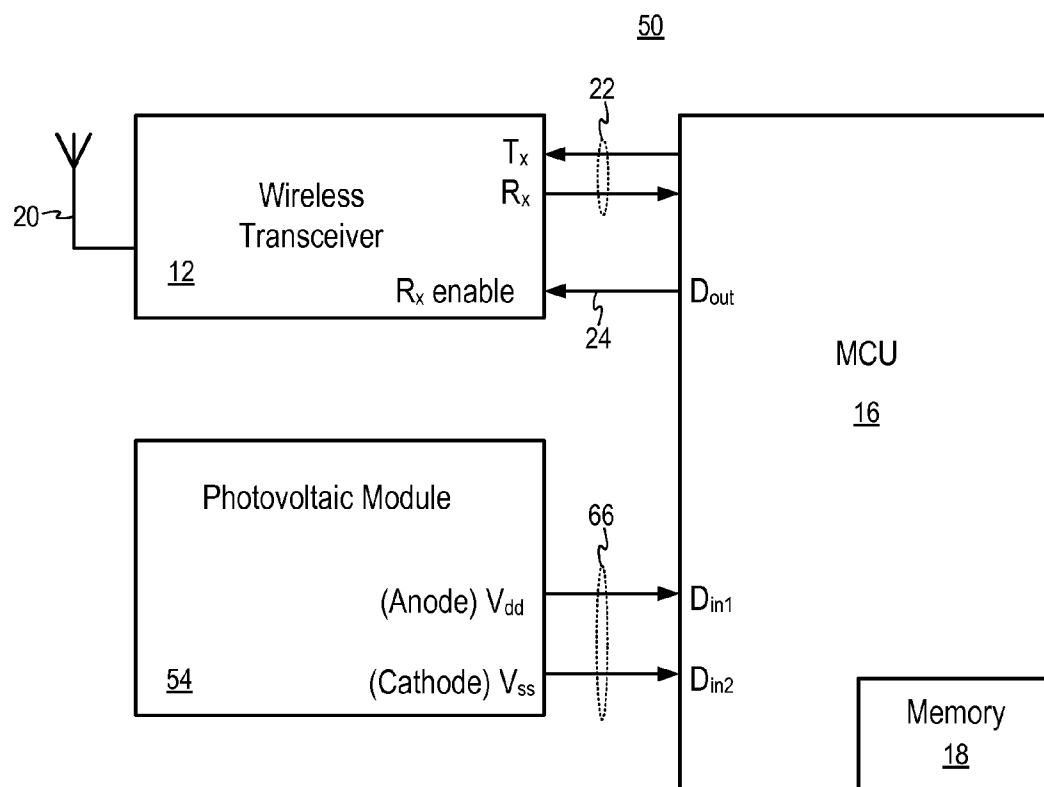 50
22
Tx
Rx
Wireless
Transceiver
20
12
Rx enable
Dout
24
MCU
16
Photovoltaic Module
66
(Anode) Vdd
Din1
54
(Cathode) Vss
Din2
Memory
18